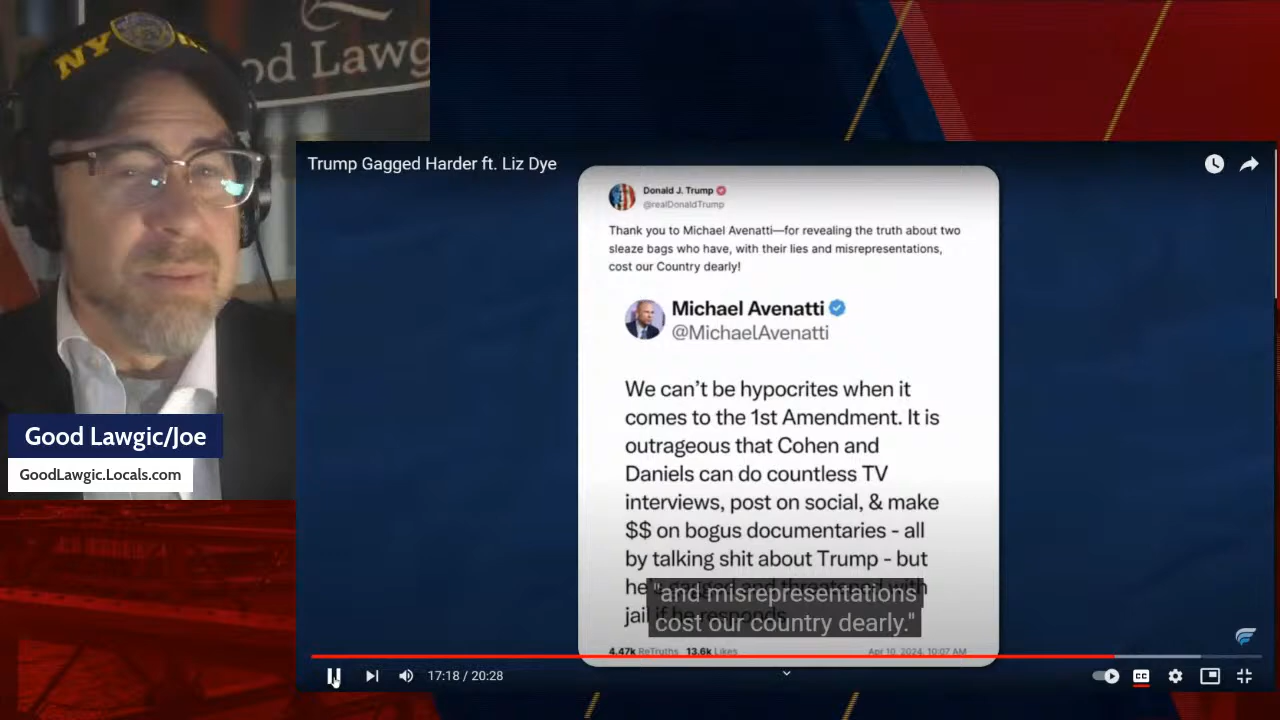 NY
od Lawg
Good Lawgic/Joe
GoodLawgic.Locals.com
Trump Gagged Harder ft. Liz Dye
Donald J. Trump
@realDonaldTrump
Thank you to Michael Avenatti—for revealing the truth about two
sleaze bags who have, with their lies and misrepresentations,
cost our Country dearly!
Michael Avenatti
@MichaelAvenatti
We can't be hypocrites when it
comes to the 1st Amendment. It is
outrageous that Cohen and
Daniels can do countless TV
interviews, post on social, & make
$$ on bogus documentaries - all
by talking shit about Trump - but
he's gagged and threatened with
jail if he responds.
"and misrepresentations
cost our country dearly."
4.47k ReTruths 13.6k Likes Apr 10, 2024, 10:07 AM
17:18 / 20:28
CC